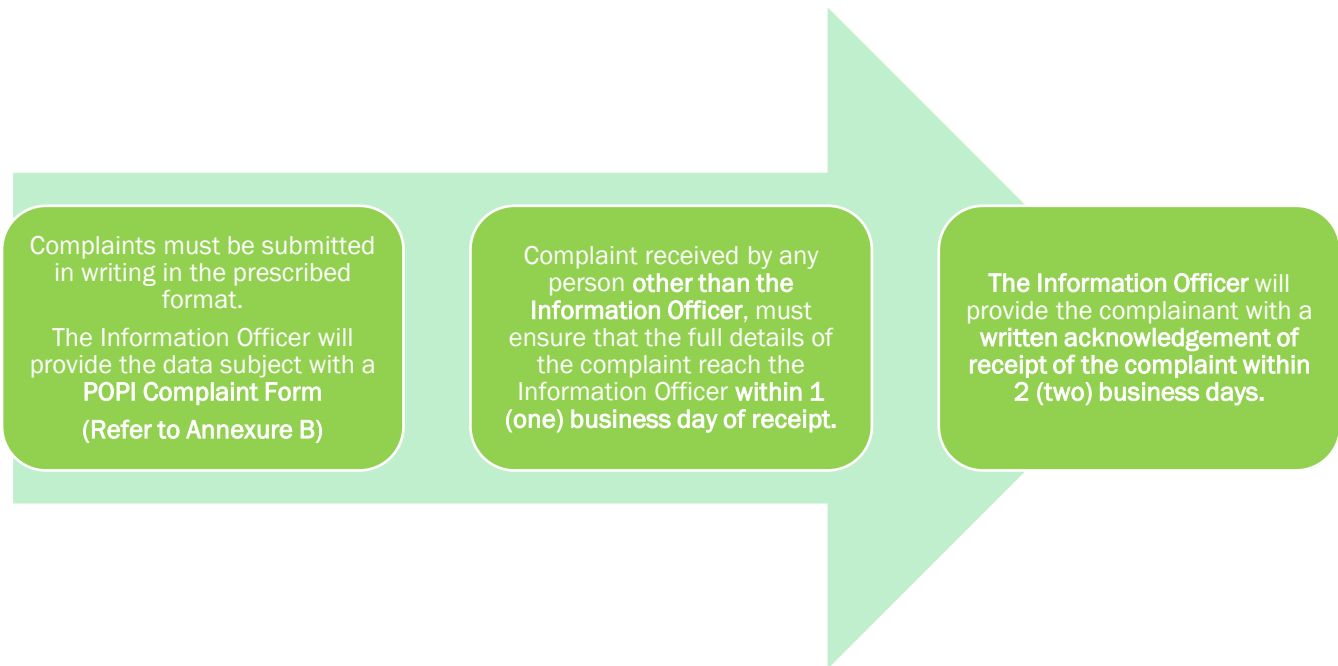 Complaints must be submitted
in writing in the prescribed
format.
The Information Officer will
provide the data subject with a
POPI Complaint Form
(Refer to Annexure B)
Complaint received by any
person other than the
Information Officer, must
ensure that the full details of
the complaint reach the
Information Officer within 1
(one) business day of receipt.
The Information Officer will
provide the complainant with a
written acknowledgement of
receipt of the complaint within
2 (two) business days.